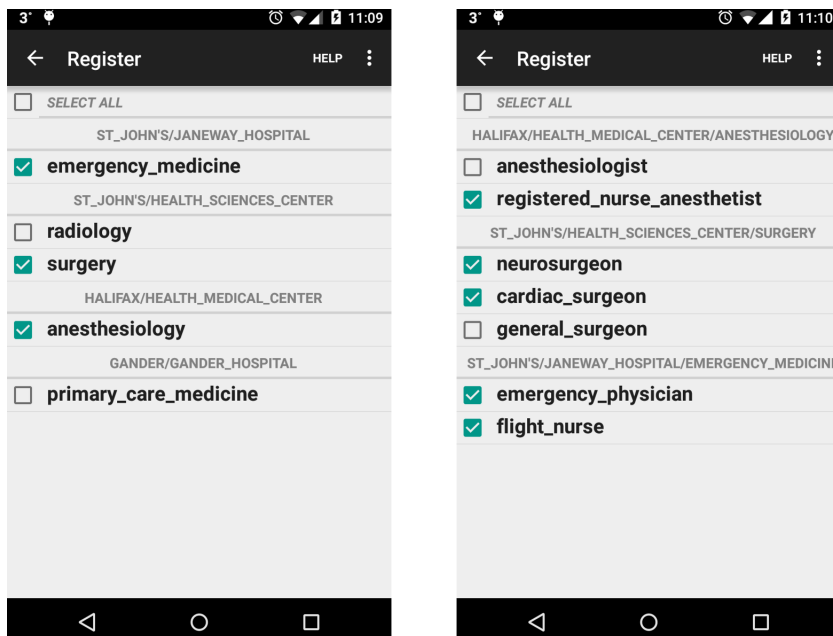 3° 11:09
Register HELP
SELECT ALL
ST_JOHN'S/JANEWAY_HOSPITAL
emergency_medicine
ST_JOHN'S/HEALTH_SCIENCES_CENTER
radiology
surgery
HALIFAX/HEALTH_MEDICAL_CENTER
anesthesiology
GANDER/GANDER_HOSPITAL
primary_care_medicine
3° 11:10
Register HELP
SELECT ALL
HALIFAX/HEALTH_MEDICAL_CENTER/ANESTHESIOLOGY
anesthesiologist
registered_nurse_anesthetist
ST_JOHN'S/HEALTH_SCIENCES_CENTER/SURGERY
neurosurgeon
cardiac_surgeon
general_surgeon
ST_JOHN'S/JANEWAY_HOSPITAL/EMERGENCY_MEDICIN
emergency_physician
flight_nurse